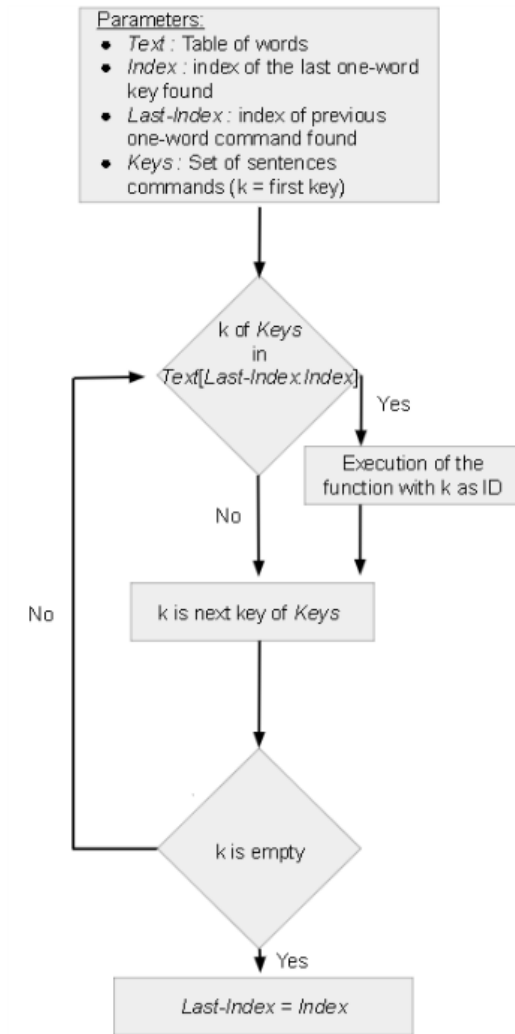 Parameters:
● Text : Table of words
● Index : index of the last one-word
key found
● Last-Index : index of previous
one-word command found
● Keys : Set of sentences
commands (k = first key)
k of Keys
in
Text[Last-Index:Index]
Yes
Execution of the
function with k as ID
No
k is next key of Keys
No
k is empty
Yes
Last-Index = Index